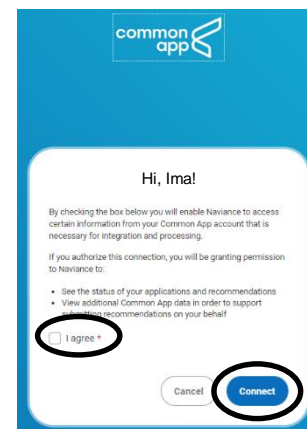 common
app
Hi, Ima!
By checking the box below you will enable Naviance to access
certain information from your Common App account that is
necessary for integration and processing.
If you authorize this connection, you will be granting permission
to Naviance to:
• See the status of your applications and recommendations
• View additional Common App data in order to support
submitting recommendations on your behalf
I agree *
Cancel
Connect